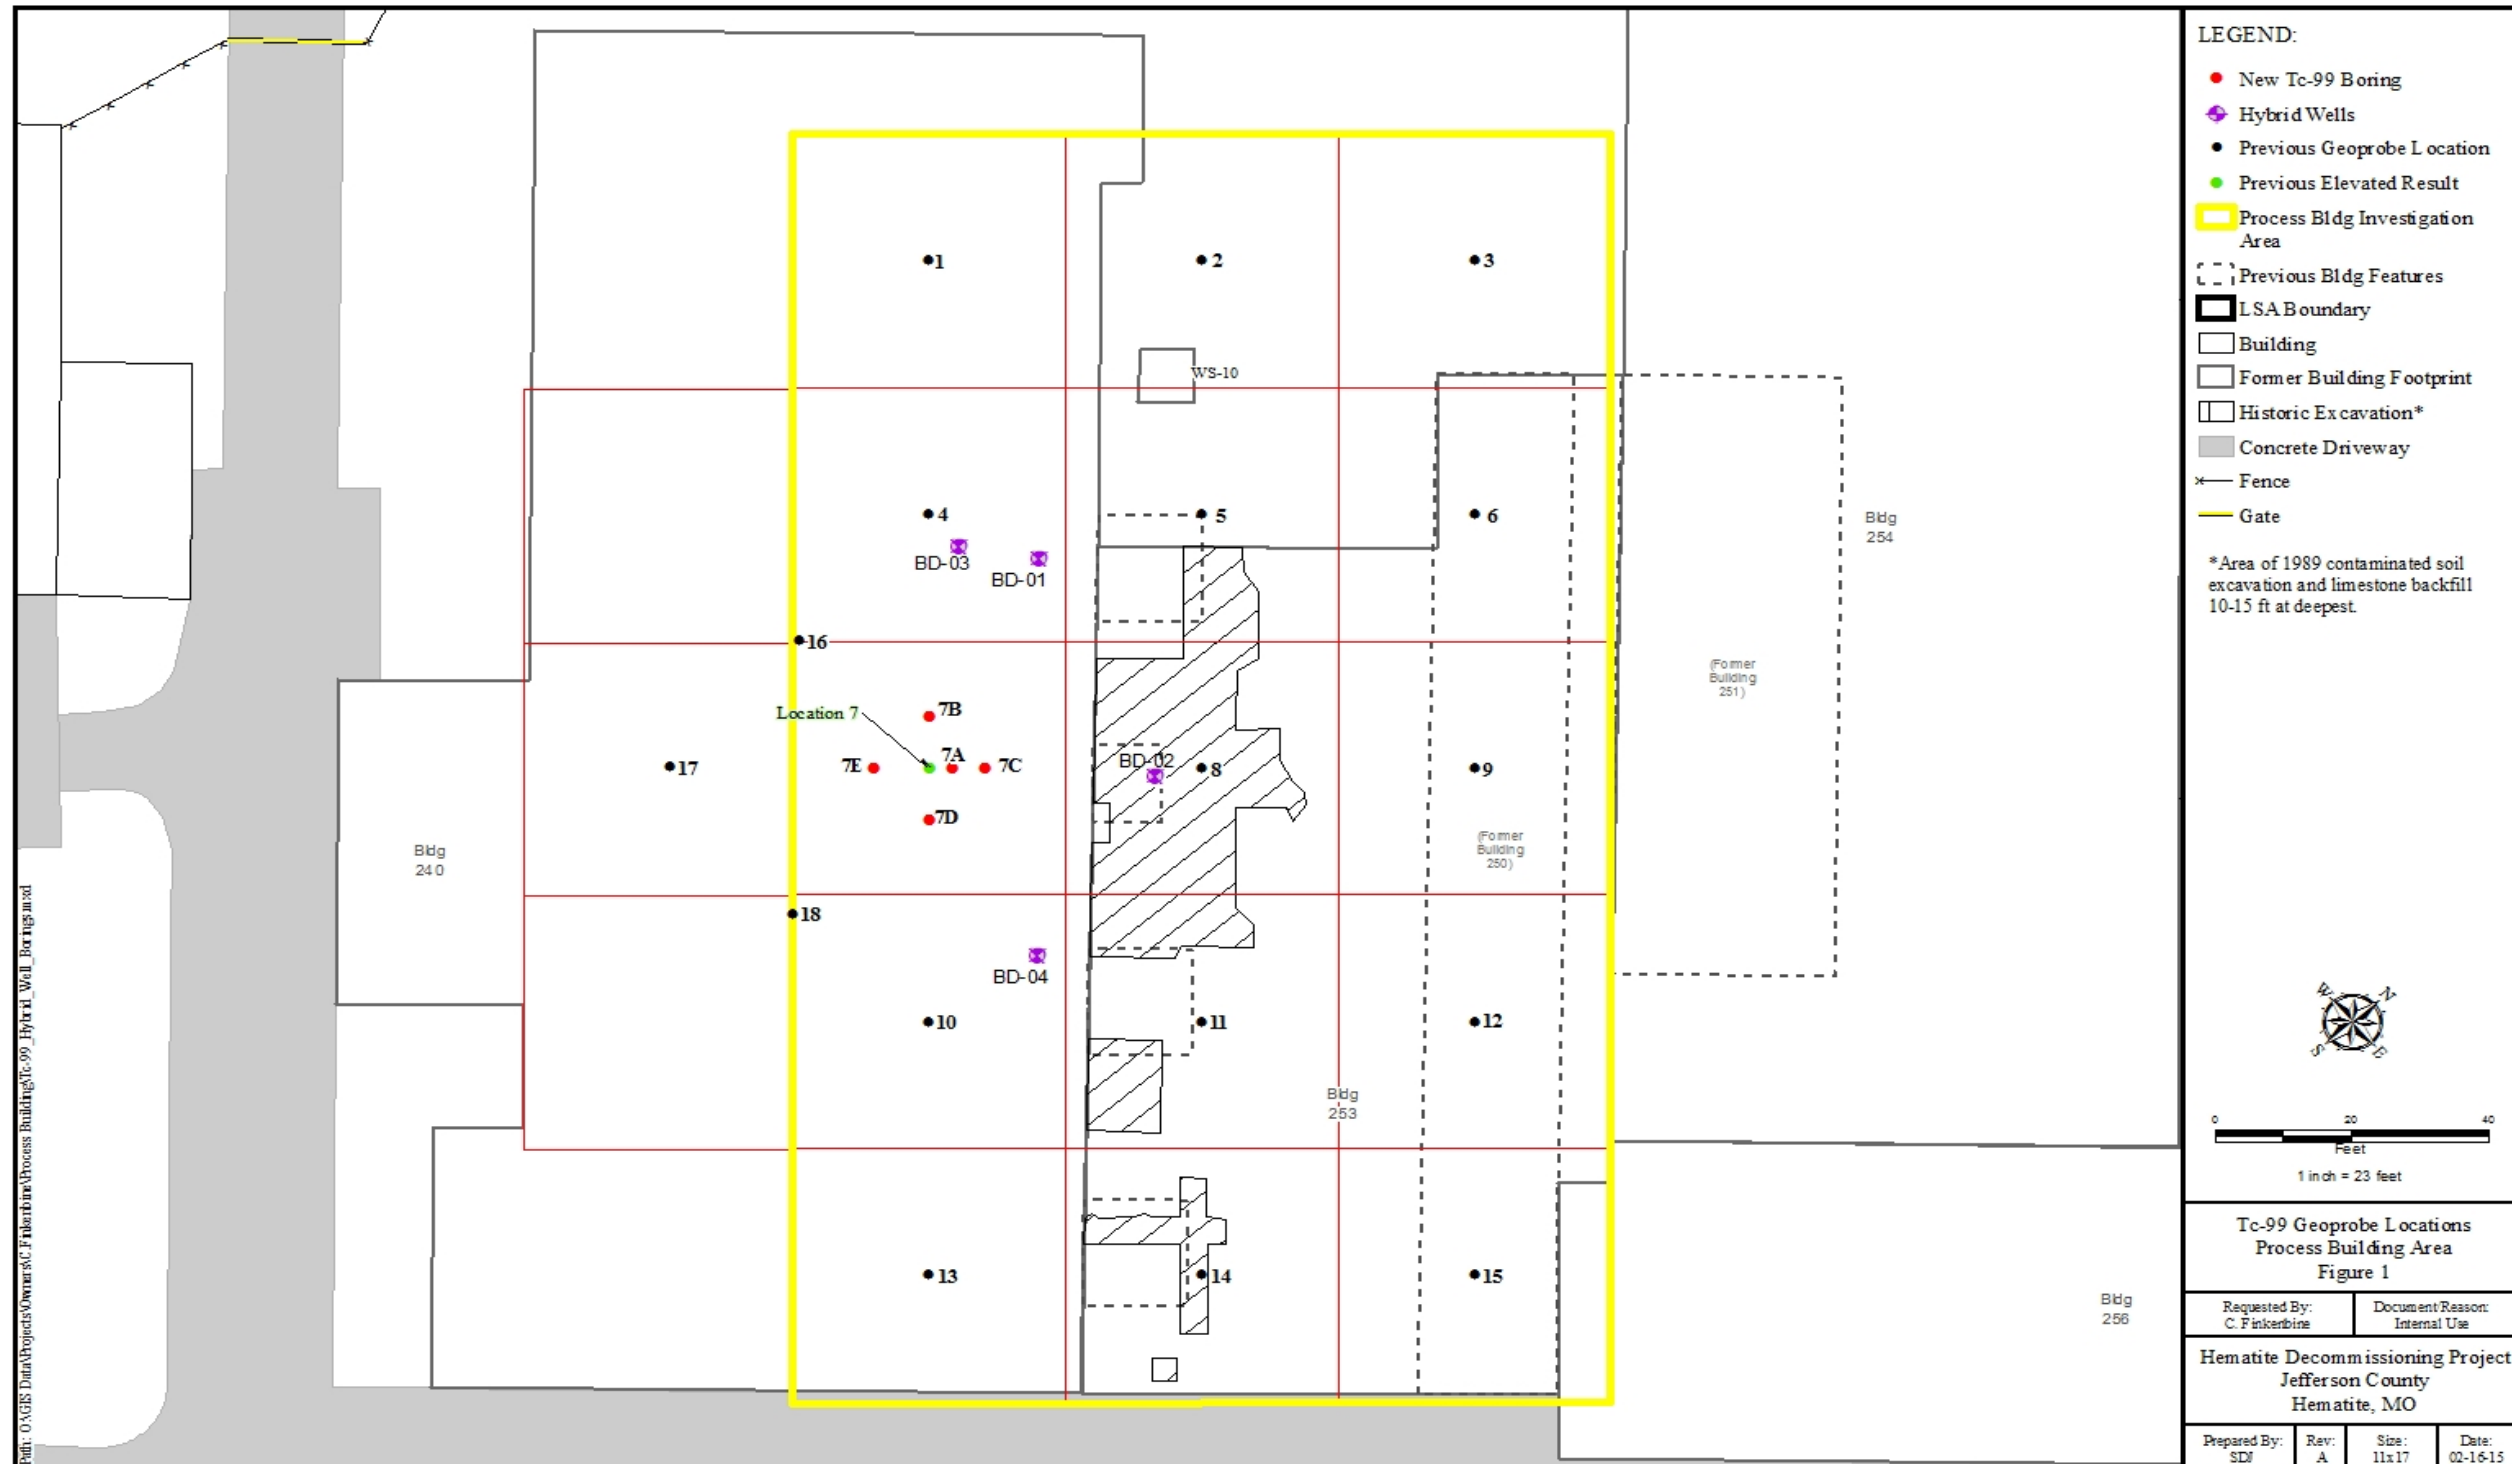 1
2
3
WS-10
4
5
6
BD-03
BD-01
16
7B
Location 7
7A
7E
7C
17
BD-02
8
9
7D
Bldg
240
18
BD-04
10
11
12
13
14
15
Bldg
253
(Former
Building
250)
(Former
Building
251)
Bldg
254
Bldg
256
LEGEND:
New Tc-99 Boring
Hybrid Wells
Previous Geoprobe Location
Previous Elevated Result
Process Bldg Investigation
Area
Previous Bldg Features
LSA Boundary
Building
Former Building Footprint
Historic Excavation*
Concrete Driveway
Fence
Gate
*Area of 1989 contaminated soil
excavation and limestone backfill
10-15 ft at deepest.
W N
S E
0 20 40
Feet
1 inch = 23 feet
Tc-99 Geoprobe Locations
Process Building Area
Figure 1
Requested By:
C. Finkenbine
Document/Reason:
Internal Use
Hematite Decommissioning Project
Jefferson County
Hematite, MO
Prepared By:
SDJ
Rev:
A
Size:
11x17
Date:
02-16-15